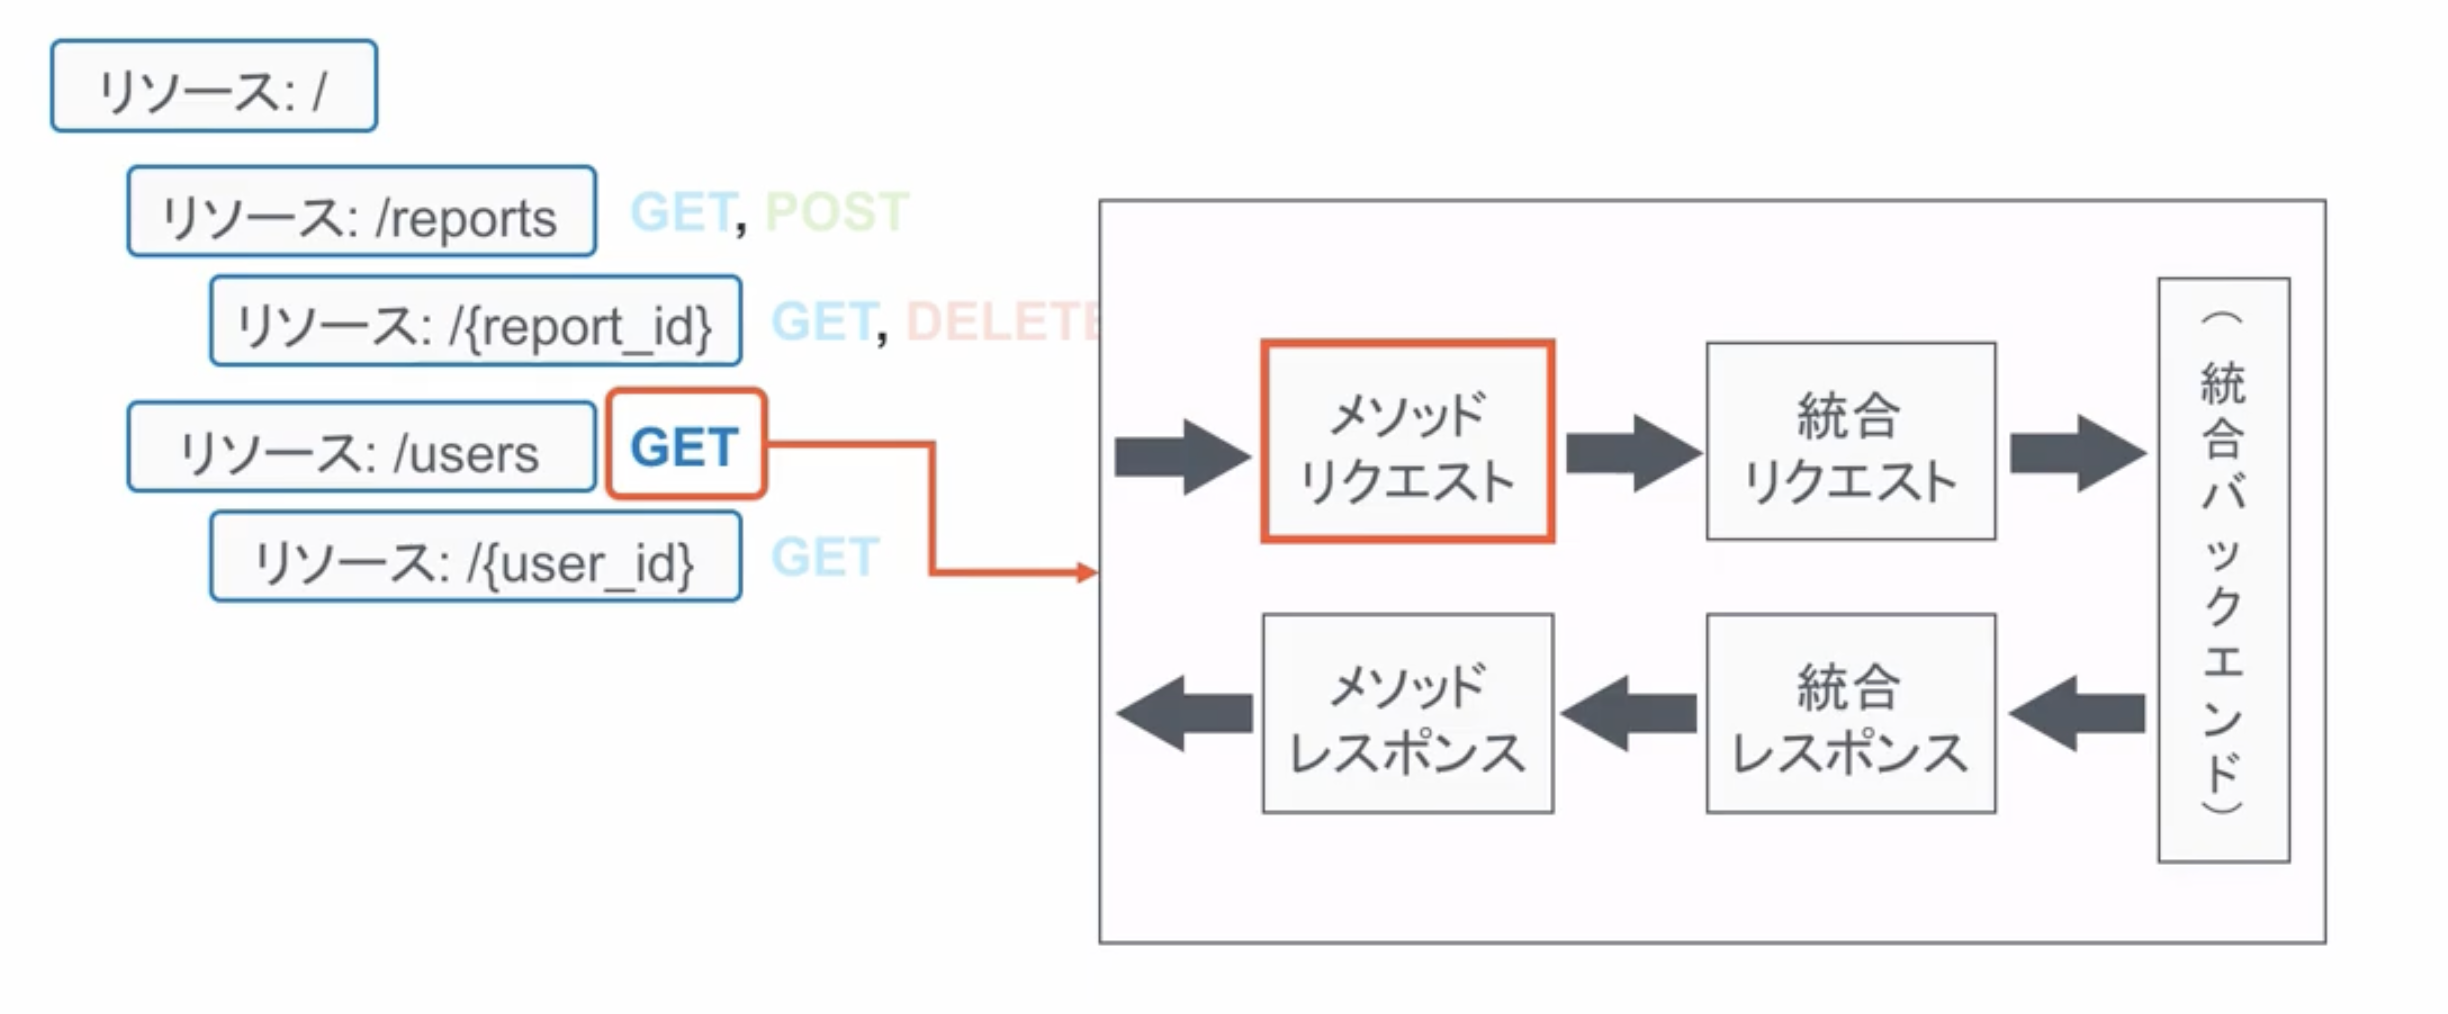 リソース: /
リソース: /reports GET, POST
リソース: /{report_id} GET, DELETE
リソース: /users GET
リソース: /{user_id} GET
メソッド
リクエスト
統合
リクエスト
（統合バックエンド）
メソッド
レスポンス
統合
レスポンス